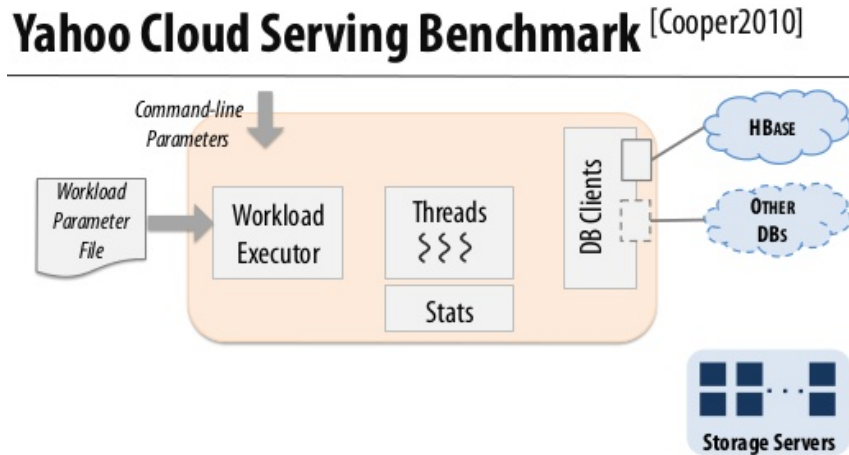 Yahoo Cloud Serving Benchmark [Cooper2010]
Command-line
Parameters
Workload
Parameter
File
Workload
Executor
Threads
Stats
DB Clients
HBASE
OTHER
DBS
Storage Servers